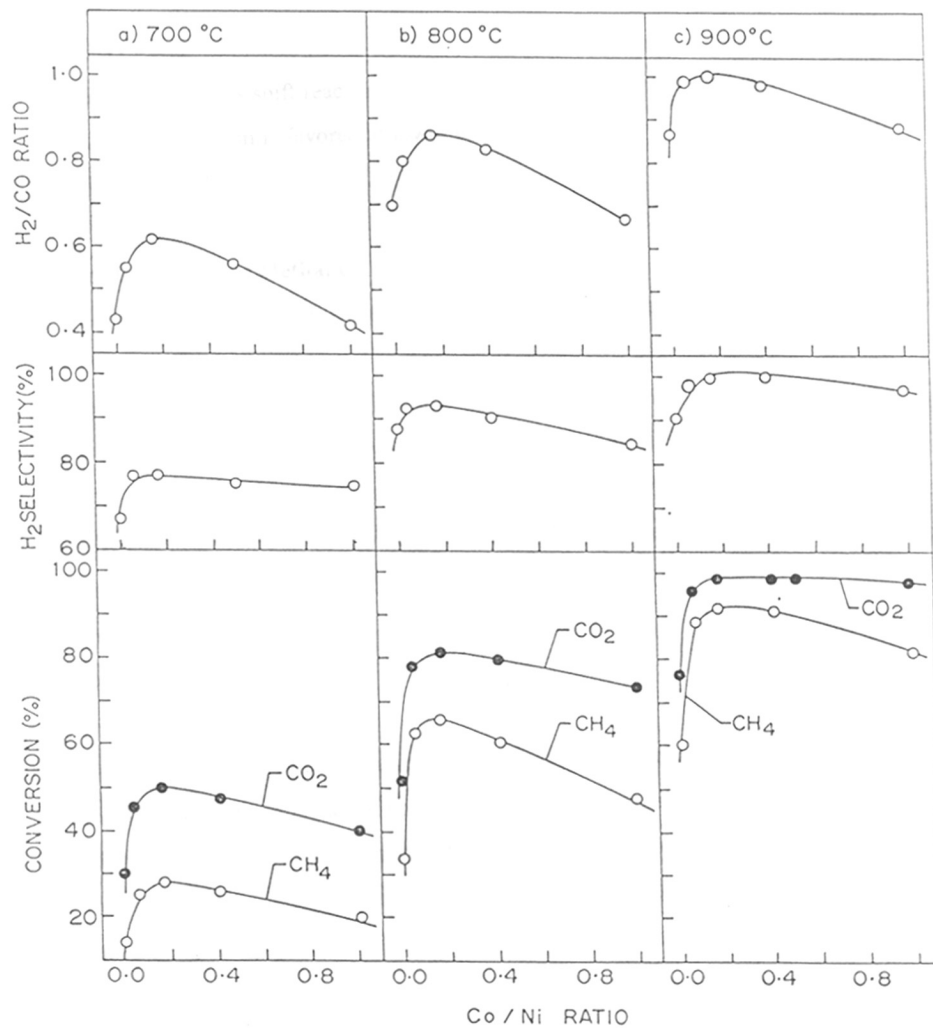 a) 700 °C
b) 800°C
c) 900°C
H2/CO RATIO
1·0
0·8
0·6
0·4
H2SELECTIVITY(%)
100
80
60
CONVERSION (%)
100
80
60
40
20
CO2
CH4
CO2
CH4
CO2
CH4
0·0 0·4 0·8
0·0 0·4 0·8
0·0 0·4 0·8
Co / Ni RATIO